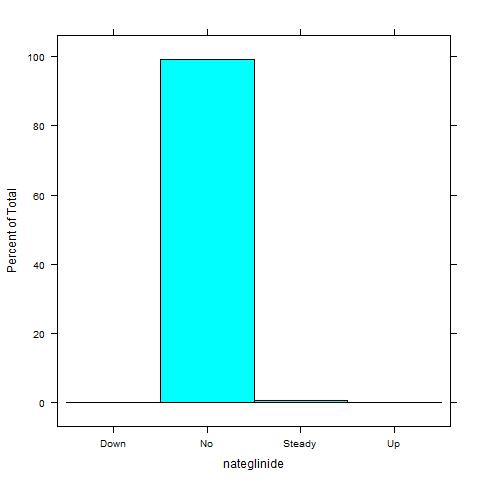 Percent of Total
100
80
60
40
20
0
Down No Steady Up
nateglinide